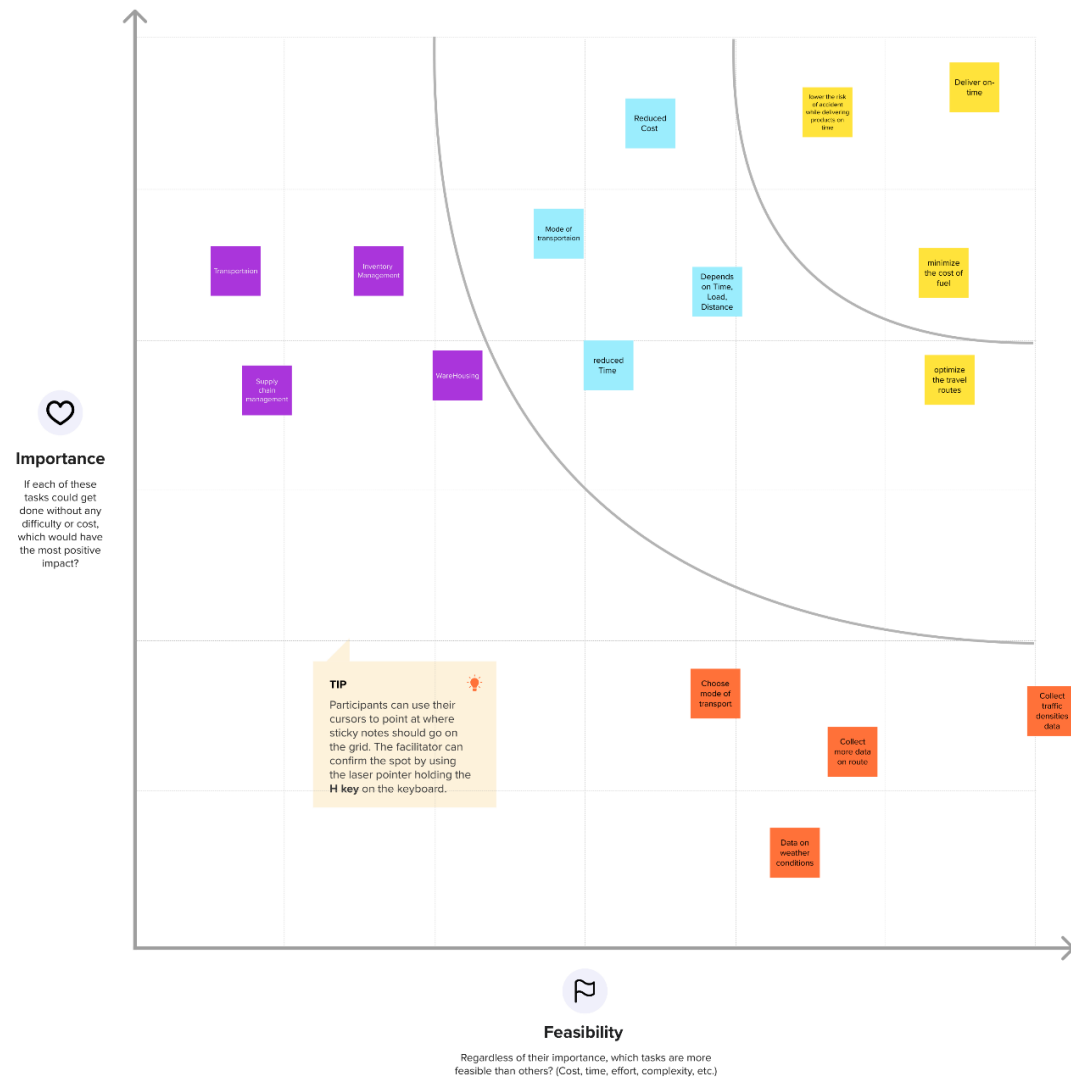 Deliver on-
time
lower the risk
of accident
while delivering
products on
time
Reduced
Cost
Mode of
transportaion
Transportaion
Inventory
Management
Depends
on Time,
Load,
Distance
minimize
the cost of
fuel
reduced
Time
WareHousing
optimize
the travel
routes
Supply
chain
management
Importance
If each of these
tasks could get
done without any
difficulty or cost,
which would have
the most positive
impact?
TIP
Participants can use their
cursors to point at where
sticky notes should go on
the grid. The facilitator can
confirm the spot by using
the laser pointer holding the
H key on the keyboard.
Choose
mode of
transport
Collect
traffic
densities
data
Collect
more data
on route
Data on
weather
conditions
Feasibility
Regardless of their importance, which tasks are more
feasible than others? (Cost, time, effort, complexity, etc.)